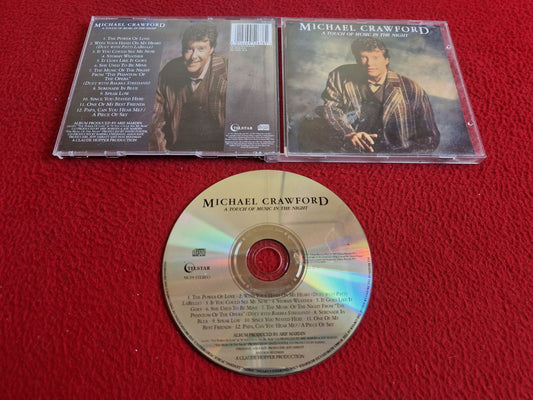 MICHAEL CRAWFORD
A TOUCH OF MUSIC IN THE NIGHT
1. THE POWER OF LOVE
2. WITH YOUR HAND ON MY HEART
(DUET WITH PATTI LABELLE)
3. IF YOU COULD SEE ME NOW
4. STORMY WEATHER
5. IT GOES LIKE IT GOES
6. SHE USED TO BE MINE
7. THE MUSIC OF THE NIGHT
FROM "THE PHANTOM OF
THE OPERA"
(DUET WITH BARBRA STREISAND)
8. SERENADE IN BLUE
9. SPEAK LOW
10. SINCE YOU STAYED HERE
11. ONE OF MY BEST FRIENDS
12. PAPA, CAN YOU HEAR ME? /
A PIECE OF SKY
ALBUM PRODUCED BY ARIF MARDIN
A CLAUDE HOPPER PRODUCTION
TELSTAR
MICHAEL CRAWFORD
A TOUCH OF MUSIC IN THE NIGHT
MICHAEL CRAWFORD
A TOUCH OF MUSIC IN THE NIGHT
TELSTAR
STEREO
1. THE POWER OF LOVE 2. WITH YOUR HAND ON MY HEART (DUET WITH PATTI
LABELLE) 3. IF YOU COULD SEE ME NOW 4. STORMY WEATHER 5. IT GOES LIKE IT
GOES 6. SHE USED TO BE MINE 7. THE MUSIC OF THE NIGHT FROM "THE
PHANTOM OF THE OPERA" (DUET WITH BARBRA STREISAND) 8. SERENADE IN
BLUE 9. SPEAK LOW 10. SINCE YOU STAYED HERE 11. ONE OF MY
BEST FRIENDS 12. PAPA, CAN YOU HEAR ME? / A PIECE OF SKY
ALBUM PRODUCED BY ARIF MARDIN
A CLAUDE HOPPER PRODUCTION